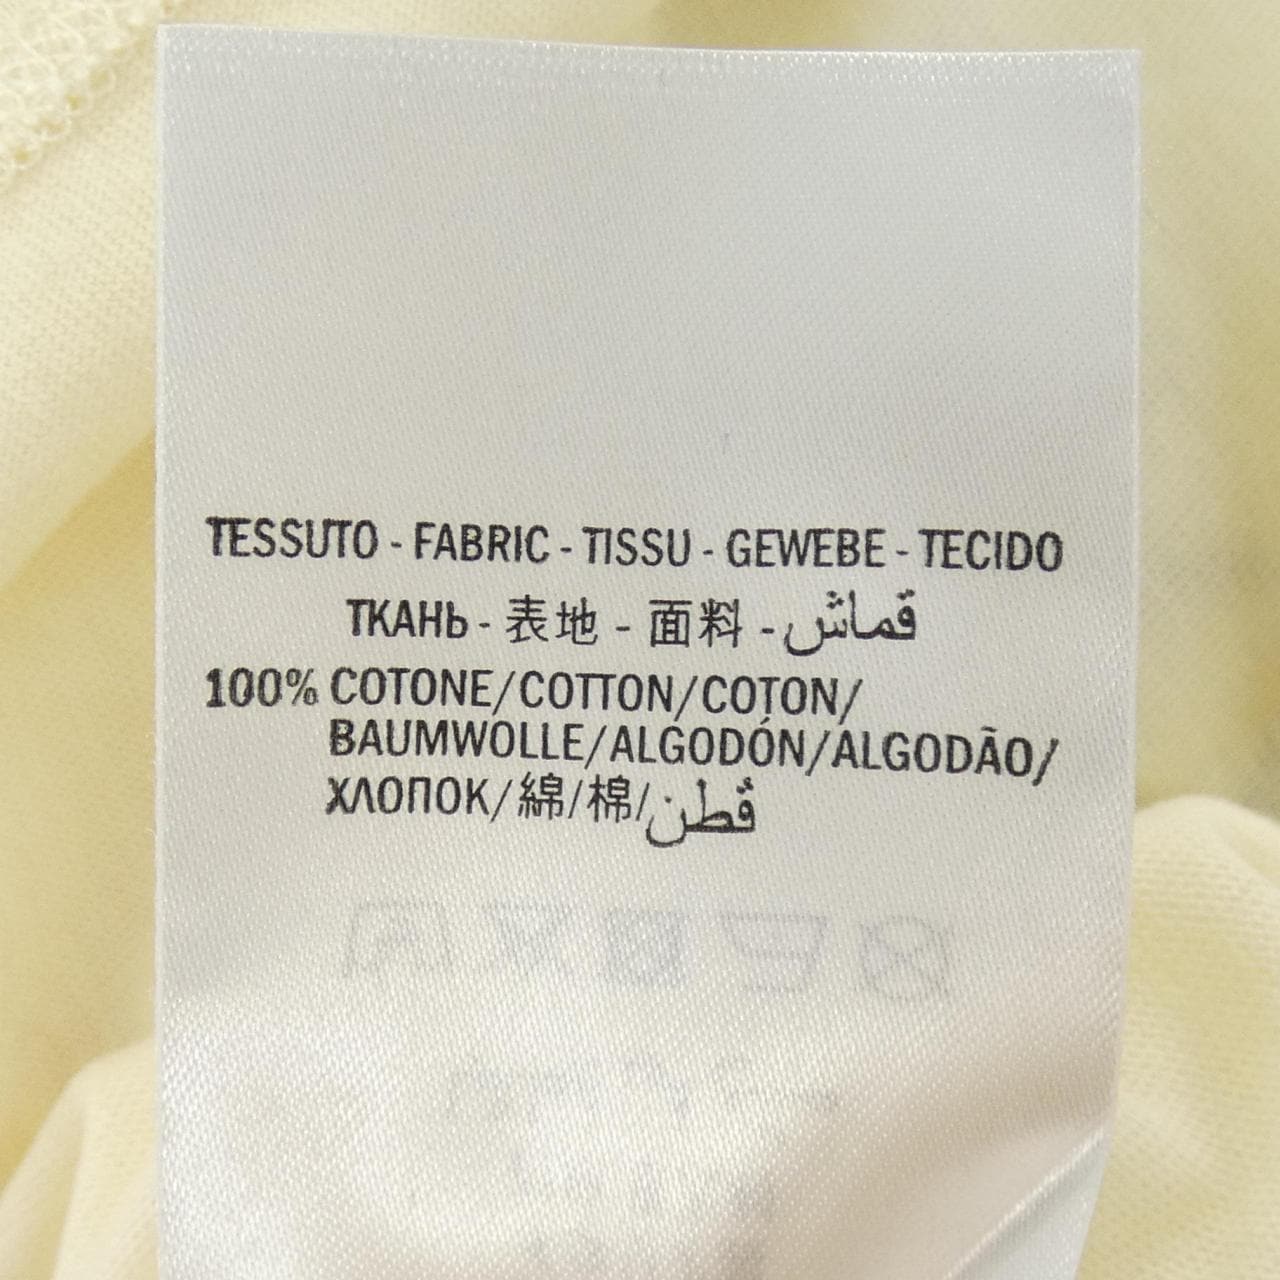 TESSUTO - FABRIC - TISSU - GEWEBE - TECIDO
ТКАНЬ - 表地 - 面料 - قماش
100% COTONE/COTTON/COTON/
BAUMWOLLE/ALGODÓN/ALGODÃO/
ХЛОПОК/綿/棉/قطن